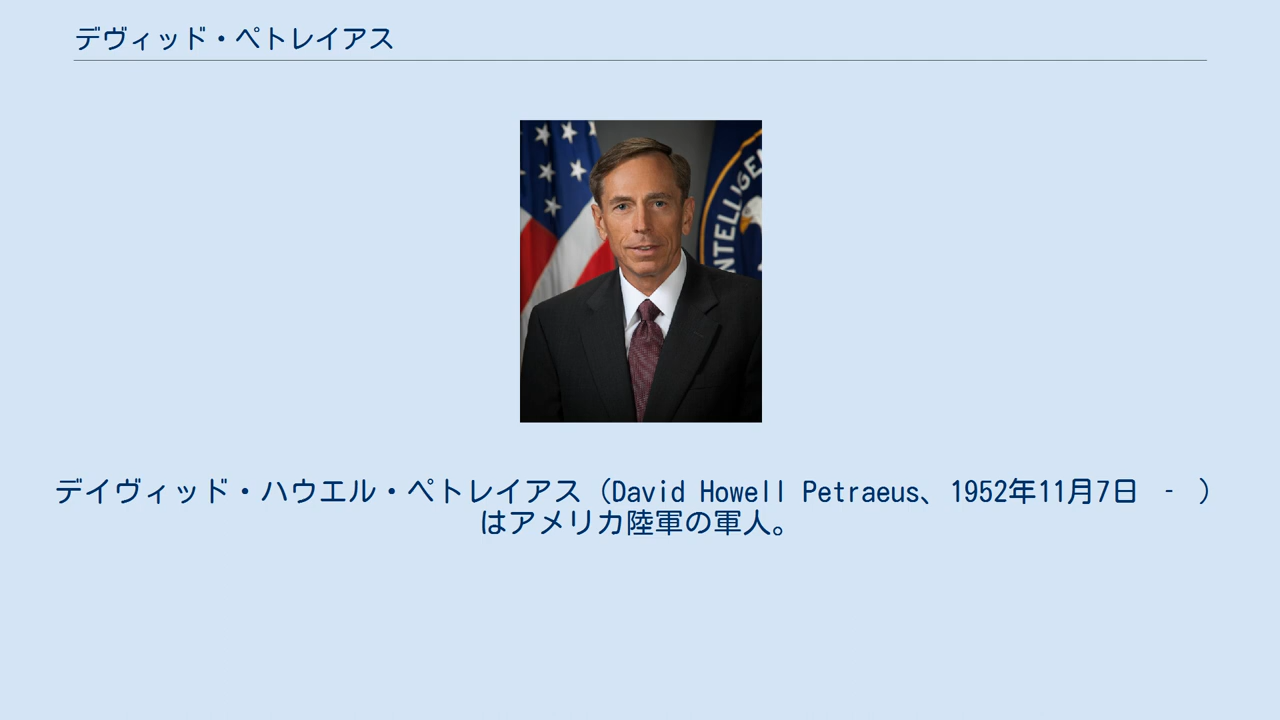 デヴィッド・ペトレイアス
INTELLIGEN
デイヴィッド・ハウエル・ペトレイアス（David Howell Petraeus、1952年11月7日 - ）
はアメリカ陸軍の軍人。